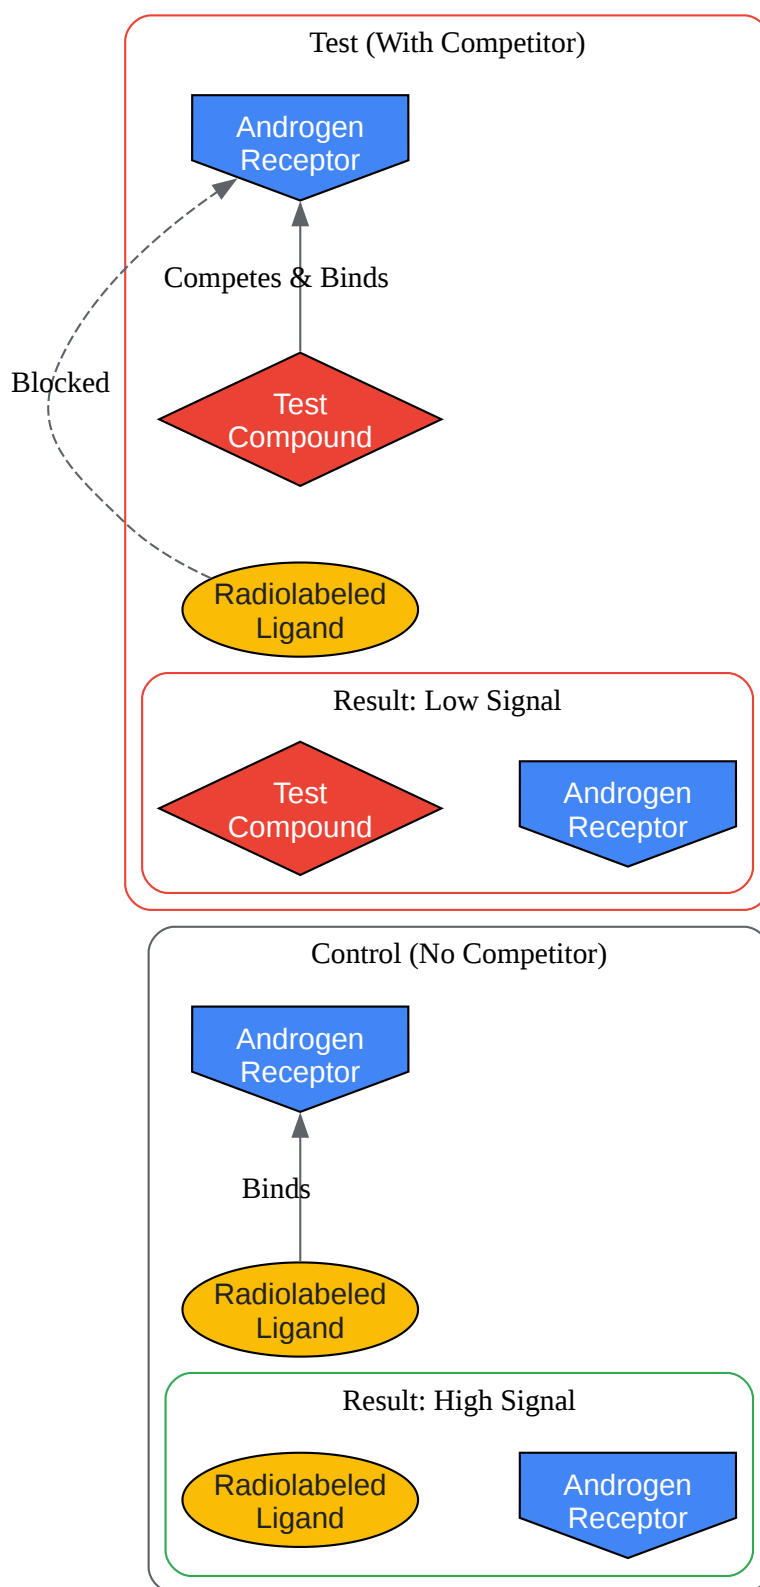 Test (With Competitor)
Androgen
Receptor
Competes & Binds
Blocked
Test
Compound
Radiolabeled
Ligand
Result: Low Signal
Test
Compound
Androgen
Receptor
Control (No Competitor)
Androgen
Receptor
Binds
Radiolabeled
Ligand
Result: High Signal
Radiolabeled
Ligand
Androgen
Receptor